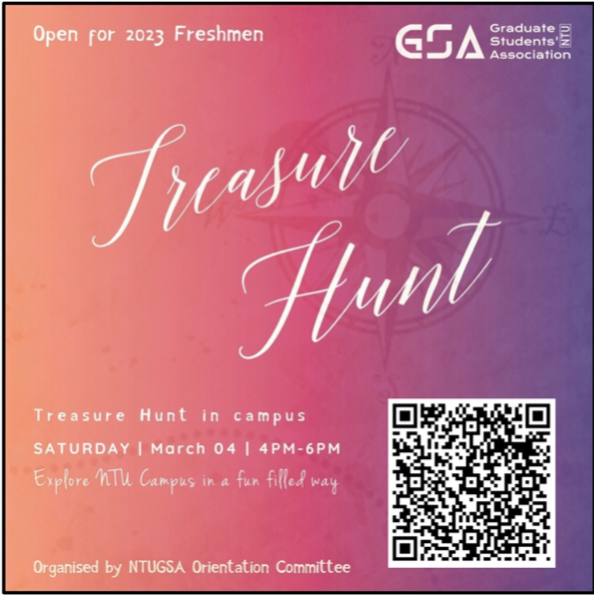 Open for 2023 Freshmen
GSA Graduate Students' Association NTU
Treasure
Hunt
Treasure Hunt in campus
SATURDAY | March 04 | 4PM-6PM
Explore NTU Campus in a fun filled way
Organised by NTUGSA Orientation Committee